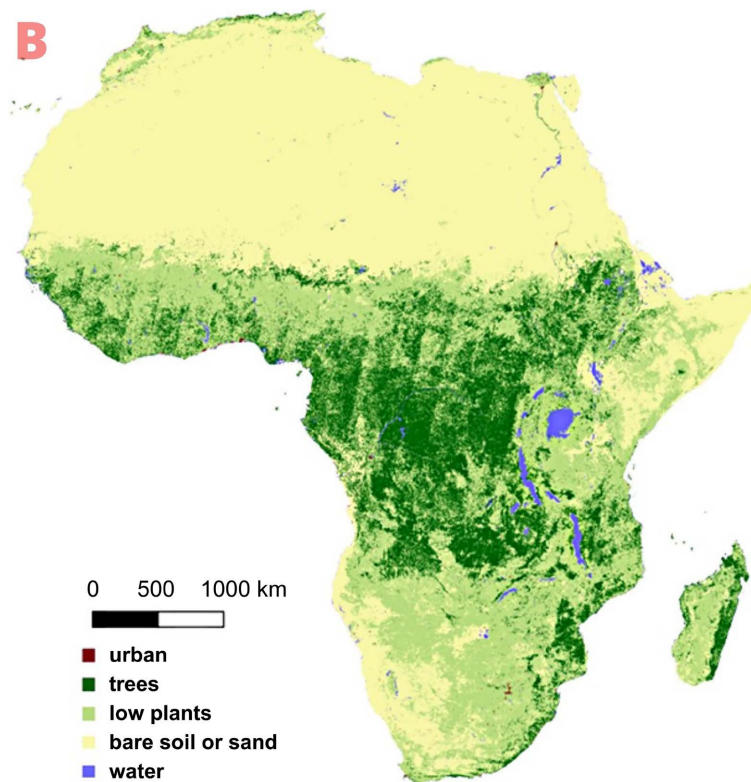 B
0 500 1000 km
urban
trees
low plants
bare soil or sand
water